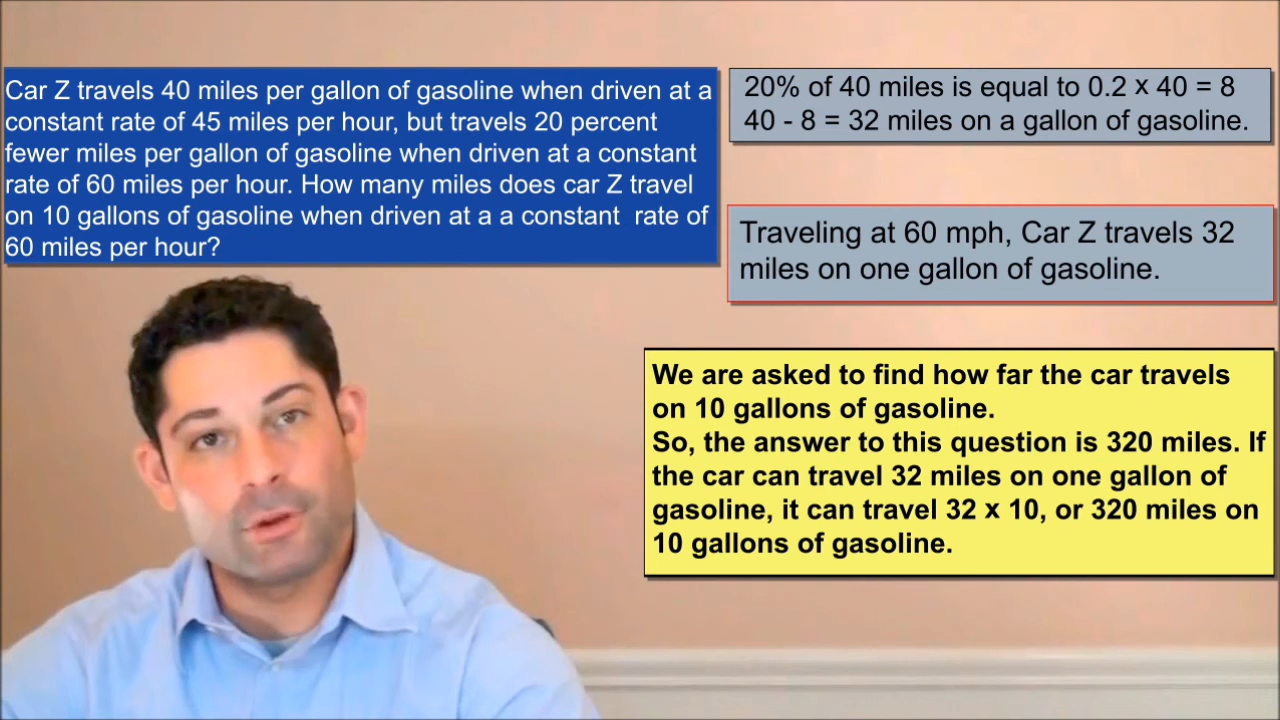 Car Z travels 40 miles per gallon of gasoline when driven at a
constant rate of 45 miles per hour, but travels 20 percent
fewer miles per gallon of gasoline when driven at a constant
rate of 60 miles per hour. How many miles does car Z travel
on 10 gallons of gasoline when driven at a a constant  rate of
60 miles per hour?
20% of 40 miles is equal to 0.2 x 40 = 8
40 - 8 = 32 miles on a gallon of gasoline.
Traveling at 60 mph, Car Z travels 32
miles on one gallon of gasoline.
We are asked to find how far the car travels
on 10 gallons of gasoline.
So, the answer to this question is 320 miles. If
the car can travel 32 miles on one gallon of
gasoline, it can travel 32 x 10, or 320 miles on
10 gallons of gasoline.